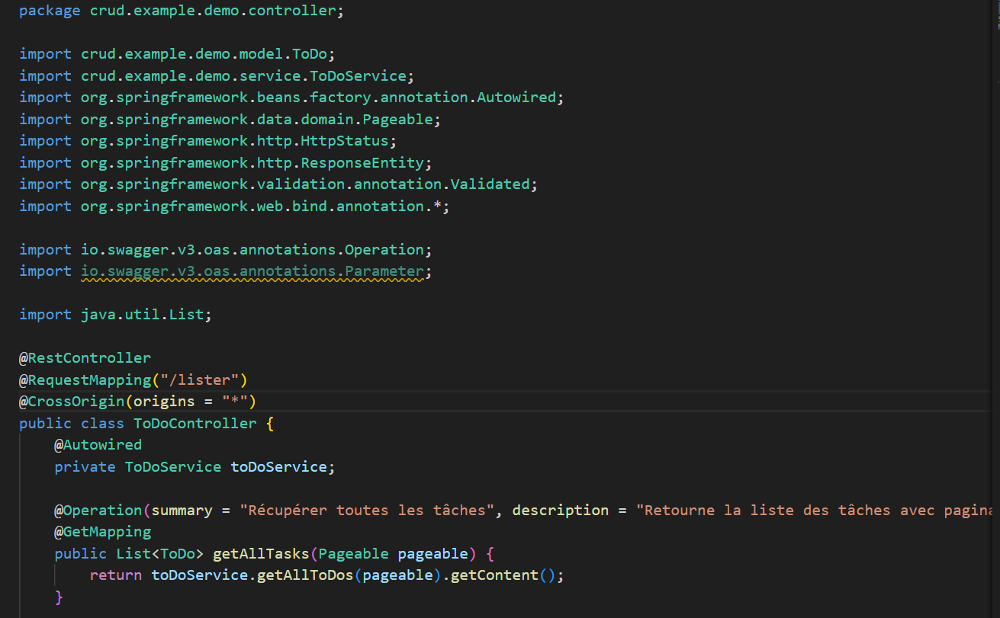 package crud.example.demo.controller;
import crud.example.demo.model.ToDo;
import crud.example.demo.service.ToDoService;
import org.springframework.beans.factory.annotation.Autowired;
import org.springframework.data.domain.Pageable;
import org.springframework.http.HttpStatus;
import org.springframework.http.ResponseEntity;
import org.springframework.validation.annotation.Validated;
import org.springframework.web.bind.annotation.*;
import io.swagger.v3.oas.annotations.Operation;
import io.swagger.v3.oas.annotations.Parameter;
import java.util.List;
@RestController
@RequestMapping("/lister")
@CrossOrigin(origins = "*")
public class ToDoController {
@Autowired
private ToDoService toDoService;
@Operation(summary = "Récupérer toutes les tâches", description = "Retourne la liste des tâches avec pagina
@GetMapping
public List<ToDo> getAllTasks(Pageable pageable) {
return toDoService.getAllToDos(pageable).getContent();
}